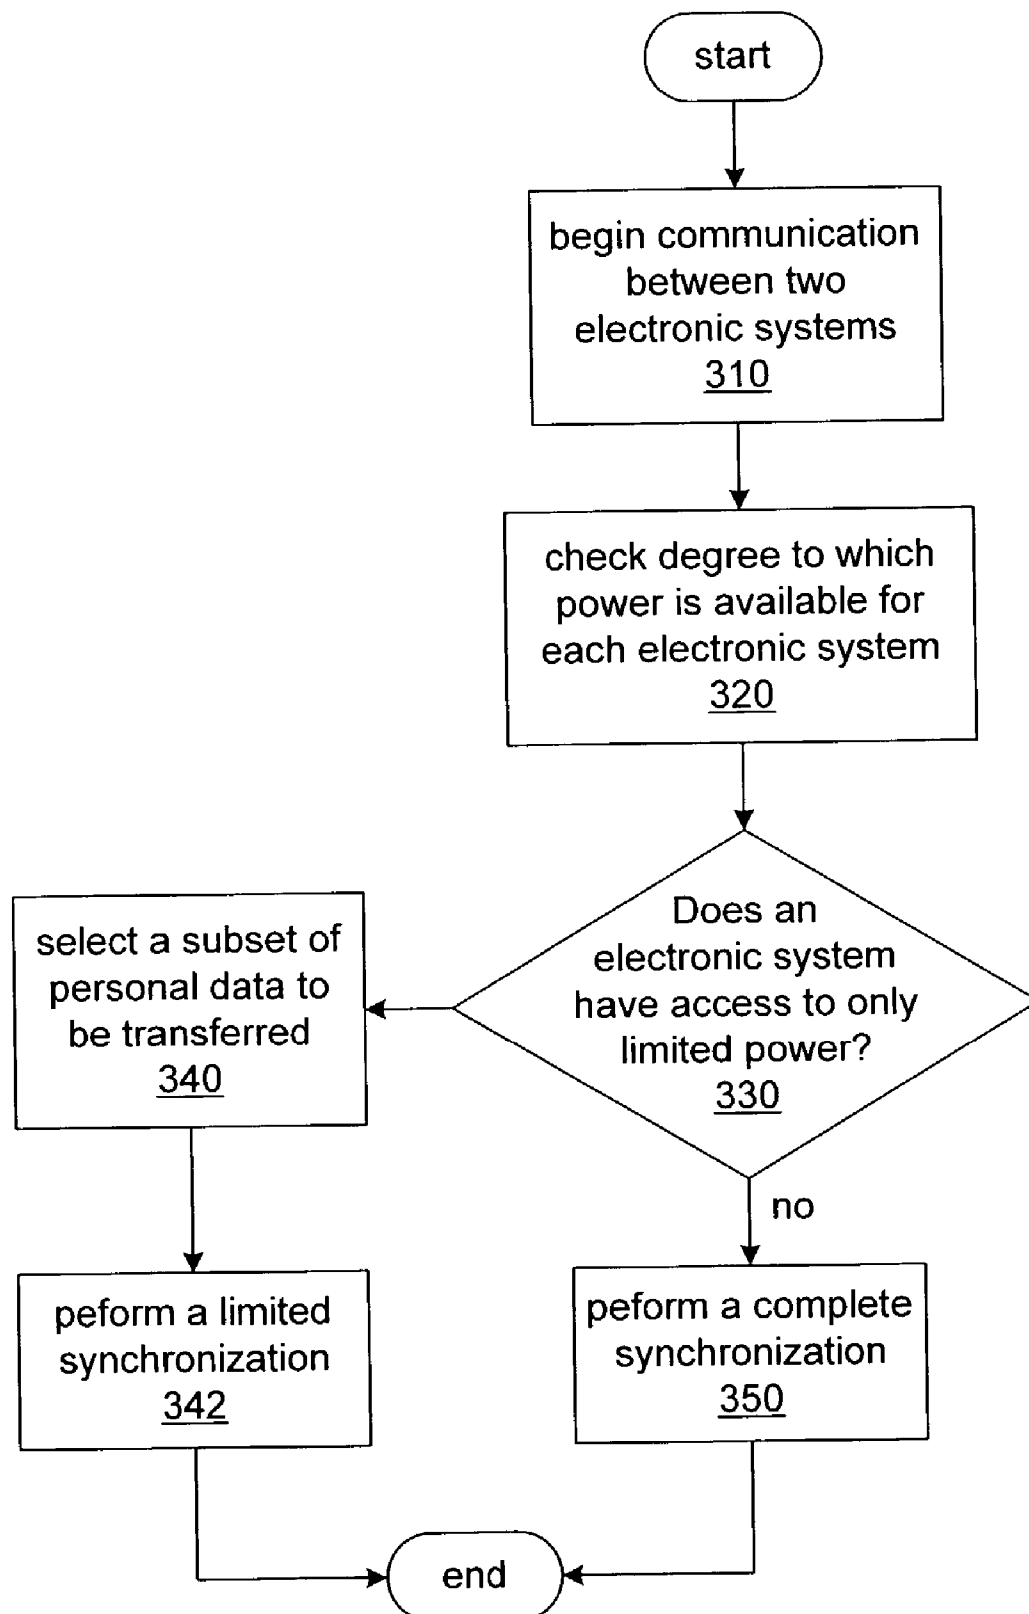 start
begin communication
between two
electronic systems
310
check degree to which
power is available for
each electronic system
320
Does an
electronic system
have access to only
limited power?
330
select a subset of
personal data to
be transferred
340
no
peform a limited
synchronization
342
peform a complete
synchronization
350
end